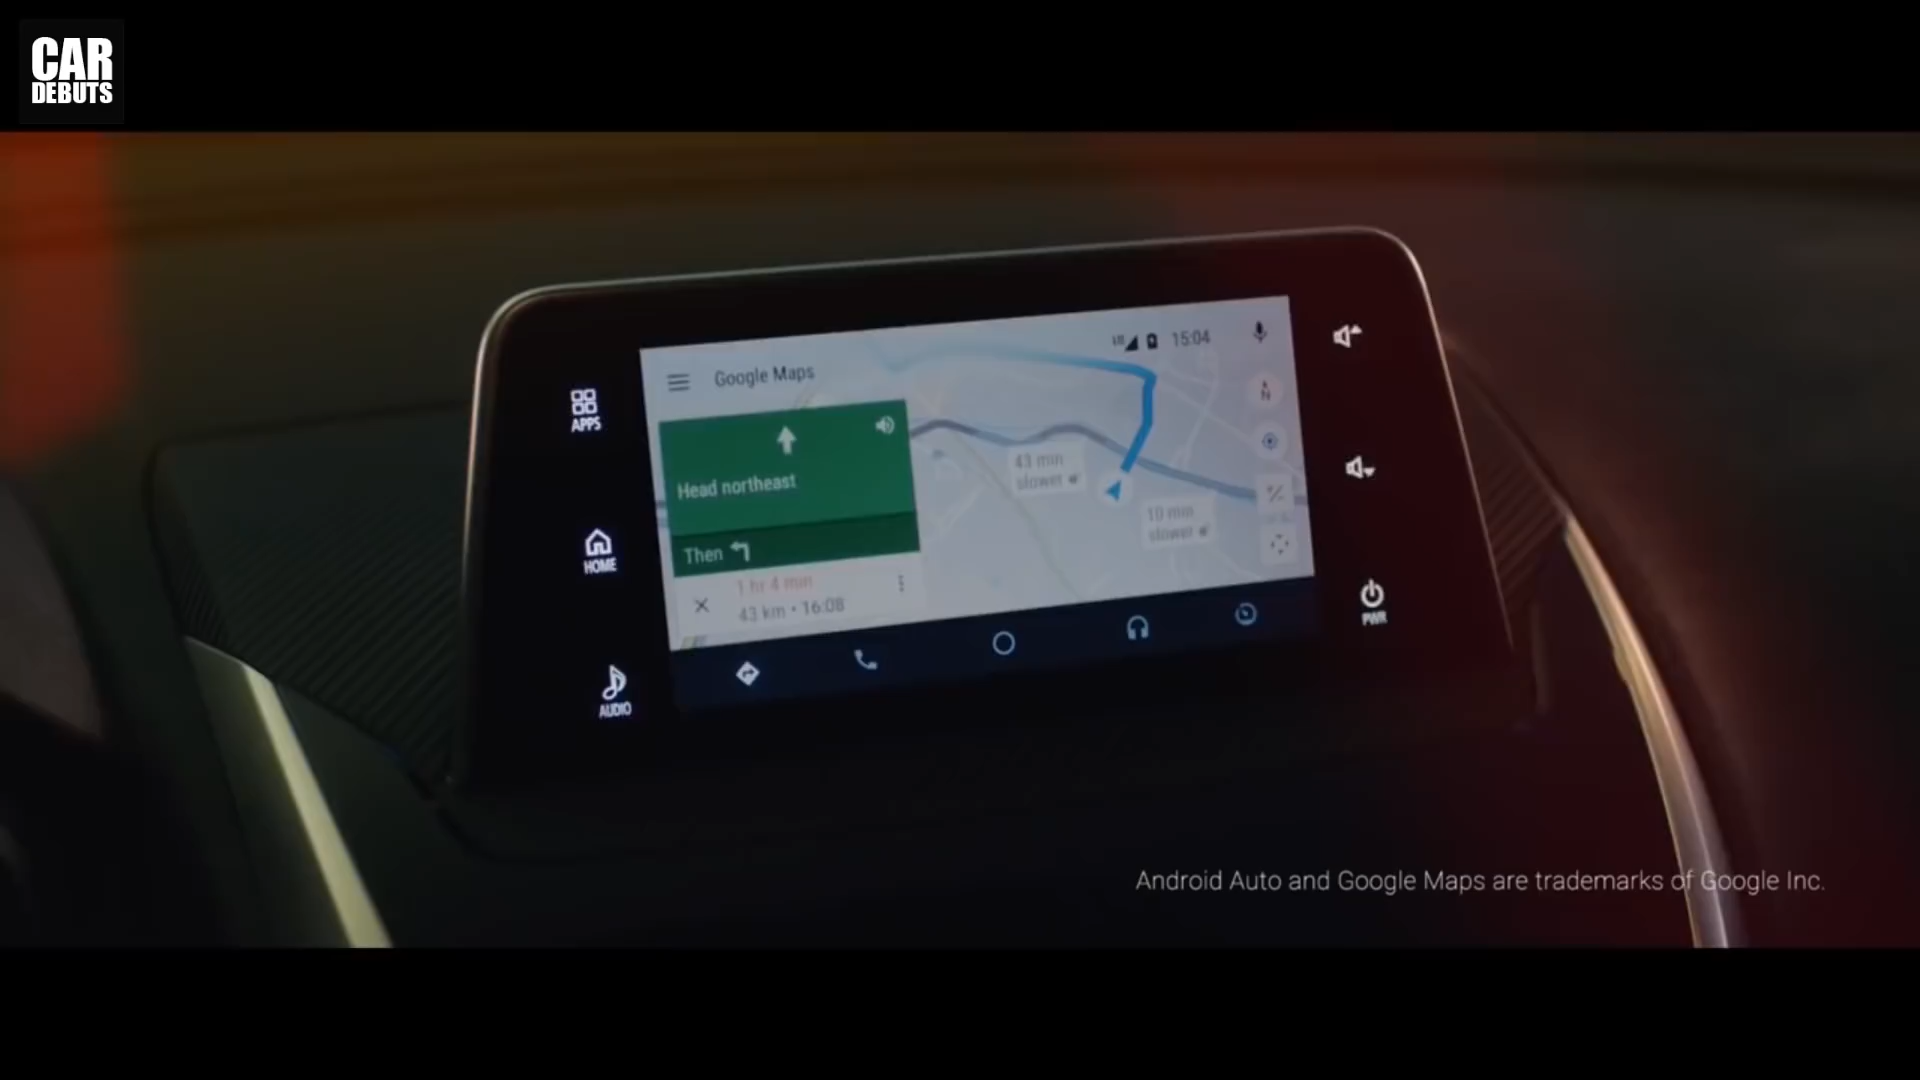 CAR
DEBUTS
Google Maps
15:04
APPS
Head northeast
Then
1 hr 4 min
43 km • 16:08
43 min
slower
10 min
slower
N
HOME
AUDIO
PWR
Android Auto and Google Maps are trademarks of Google Inc.